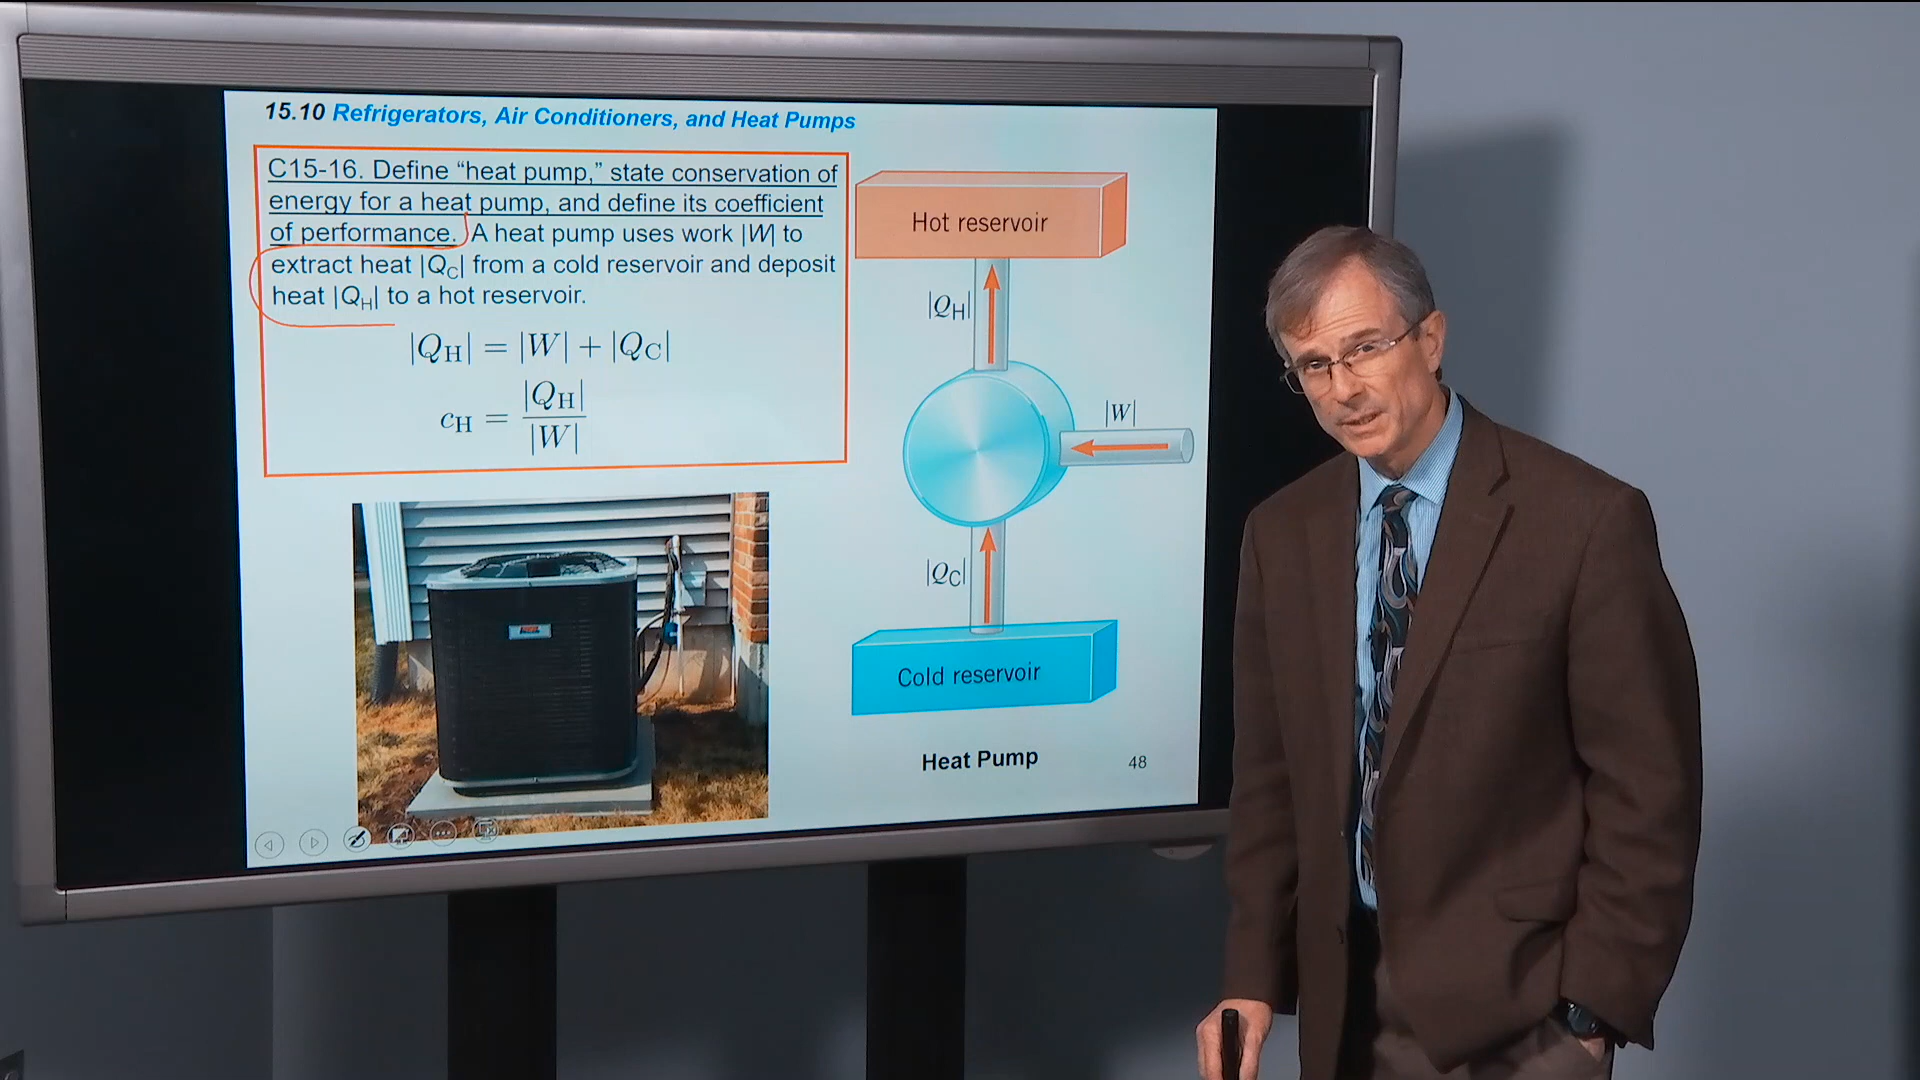 15.10 Refrigerators, Air Conditioners, and Heat Pumps
C15-16. Define “heat pump,” state conservation of
energy for a heat pump, and define its coefficient
of performance. A heat pump uses work |W| to
extract heat |QC| from a cold reservoir and deposit
heat |QH| to a hot reservoir.
|QH| = |W| + |QC|
cH = |QH| / |W|
Hot reservoir
|QH|
|W|
|QC|
Cold reservoir
Heat Pump
48